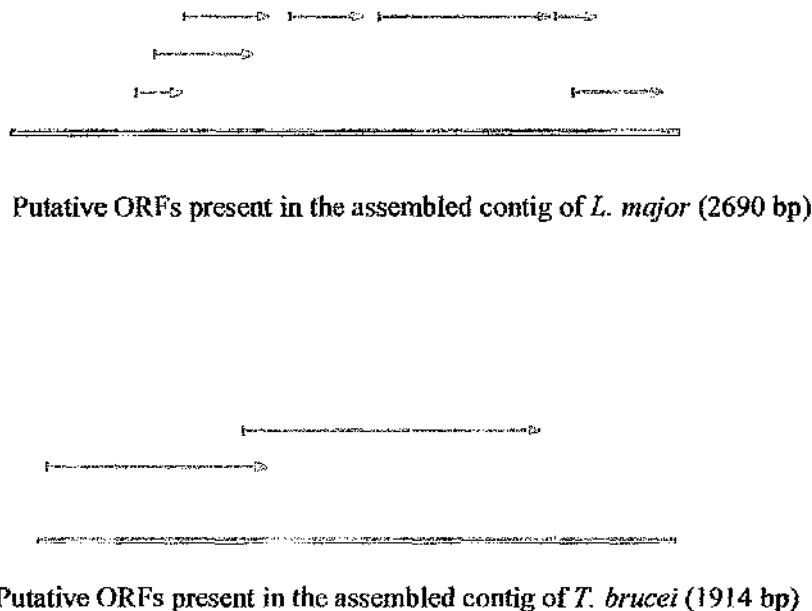 Putative ORFs present in the assembled contig of L. major (2690 bp)
Putative ORFs present in the assembled contig of T. brucei (1914 bp)